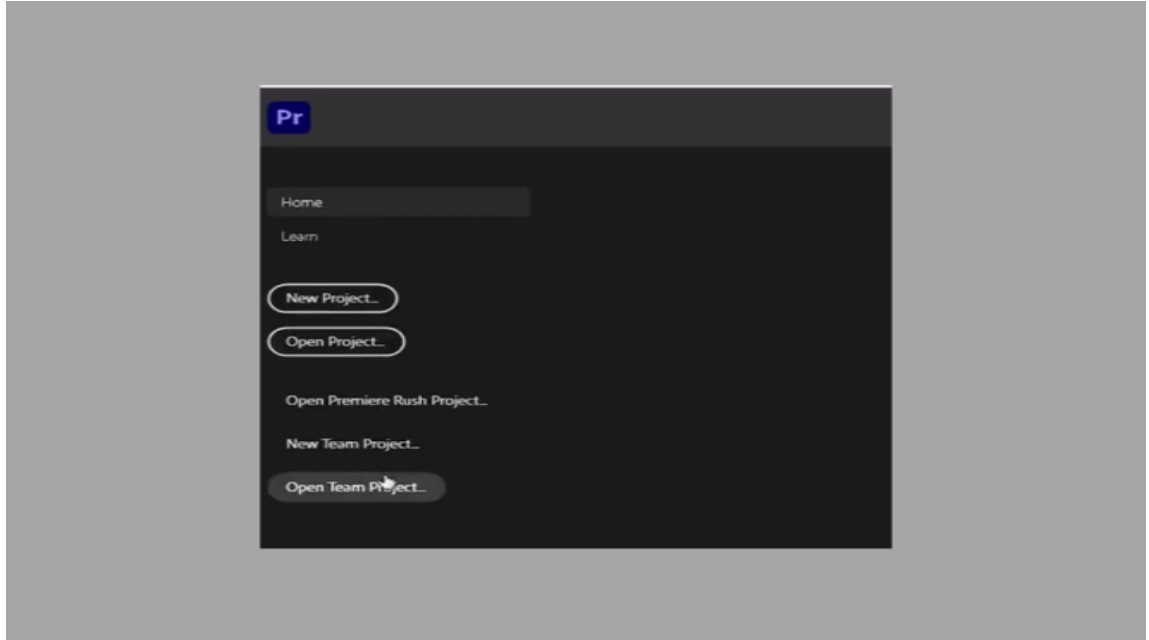 Pr
Home
Learn
New Project...
Open Project...
Open Premiere Rush Project...
New Team Project...
Open Team Project...